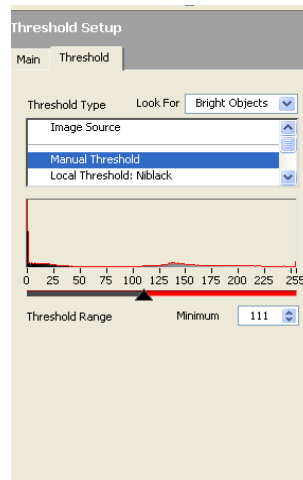 Threshold Setup
Main Threshold
Threshold Type Look For Bright Objects
Image Source
Manual Threshold
Local Threshold: Niblack
0 25 50 75 100 125 150 175 200 225 255
Threshold Range Minimum 111